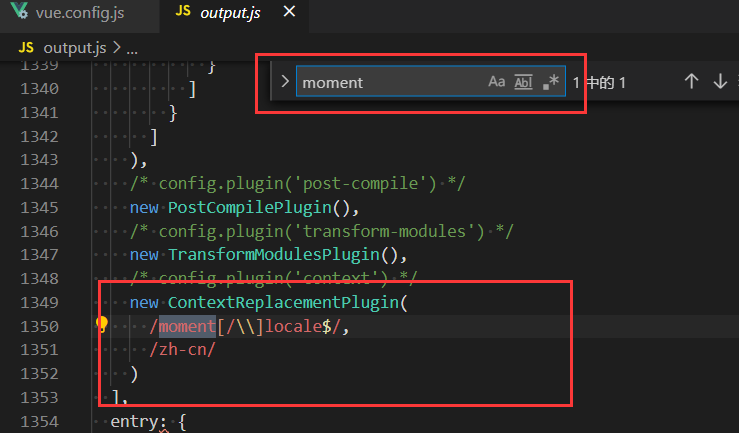 vue.config.js
JS output.js ×
JS output.js > ...
moment Aa Abl .* 1 中的 1
1339 }
1340 ]
1341 }
1342 ]
1343 ),
1344 /* config.plugin('post-compile') */
1345 new PostCompilePlugin(),
1346 /* config.plugin('transform-modules') */
1347 new TransformModulesPlugin(),
1348 /* config.plugin('context') */
1349 new ContextReplacementPlugin(
1350 /moment[/\\]locale$/,
1351 /zh-cn/
1352 )
1353 ],
1354 entry: {